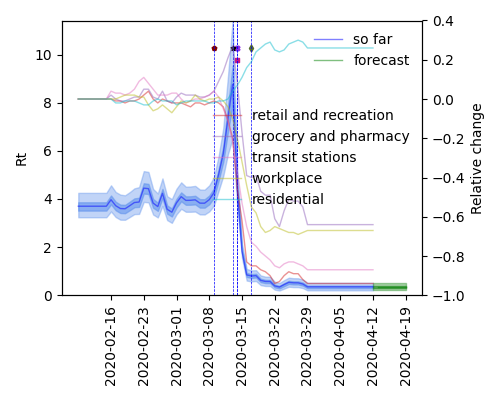 so far
forecast
retail and recreation
grocery and pharmacy
transit stations
workplace
residential
Rt
10
8
6
4
2
0
Relative change
0.4
0.2
0.0
−0.2
−0.4
−0.6
−0.8
−1.0
2020-02-16
2020-02-23
2020-03-01
2020-03-08
2020-03-15
2020-03-22
2020-03-29
2020-04-05
2020-04-12
2020-04-19